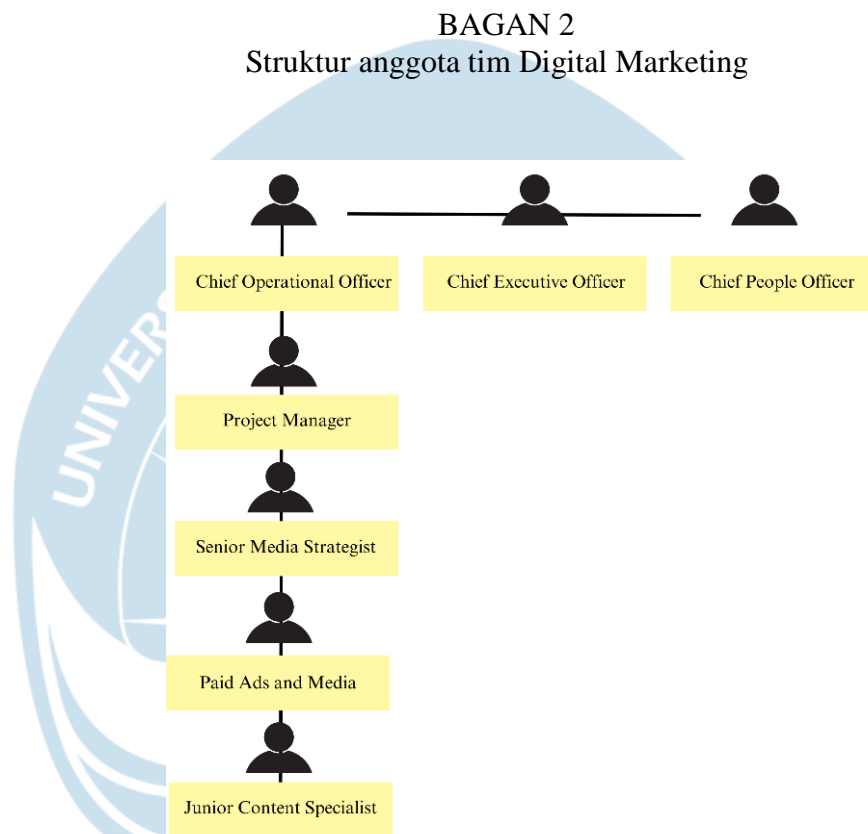 BAGAN 2
Struktur anggota tim Digital Marketing
Chief Operational Officer
Chief Executive Officer
Chief People Officer
Project Manager
Senior Media Strategist
Paid Ads and Media
Junior Content Specialist